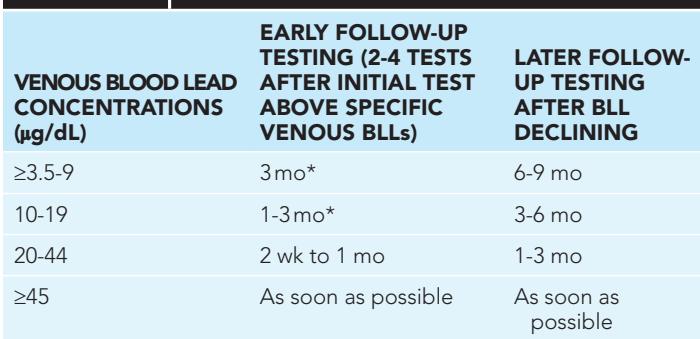 VENOUS BLOOD LEAD
CONCENTRATIONS
(µg/dL)
EARLY FOLLOW-UP
TESTING (2-4 TESTS
AFTER INITIAL TEST
ABOVE SPECIFIC
VENOUS BLLs)
LATER FOLLOW-
UP TESTING
AFTER BLL
DECLINING
≥3.5-9 3 mo* 6-9 mo
10-19 1-3 mo* 3-6 mo
20-44 2 wk to 1 mo 1-3 mo
≥45 As soon as possible As soon as
possible